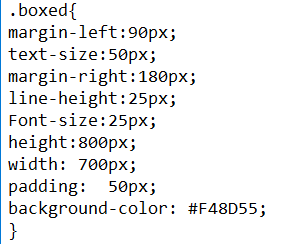 .boxed{
margin-left:90px;
text-size:50px;
margin-right:180px;
line-height:25px;
Font-size:25px;
height:800px;
width: 700px;
padding:  50px;
background-color: #F48D55;
}